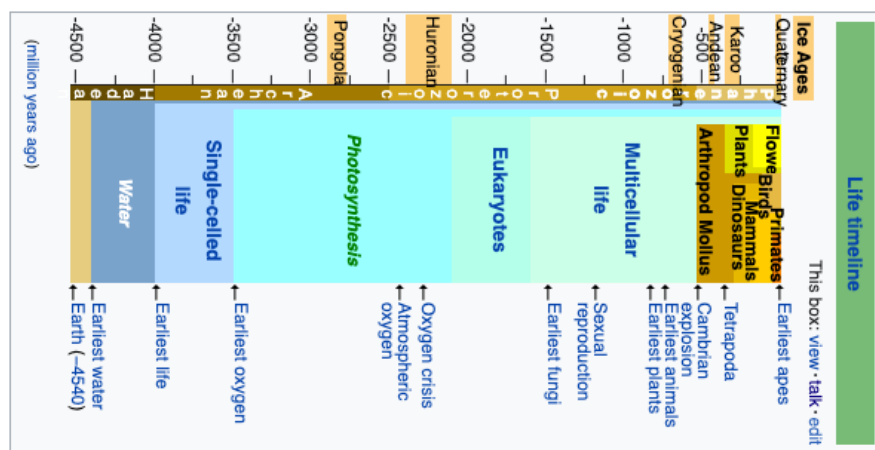 Life timeline
This box: view · talk · edit
Ice Ages
Quaternary
Primates
Flowe
Birds
Mammals
Karoo
Plants
Dinosaurs
Andean
Arthropod
Mollus
Cryogenian
Earliest apes
Tetrapoda
-500
Cambrian
explosion
Phanerozoic
Earliest animals
Earliest plants
Multicellular
life
-1000
Sexual
reproduction
-1500
Earliest fungi
Proterozoic
Eukaryotes
-2000
Huronian
Oxygen crisis
Atmospheric
oxygen
-2500
Photosynthesis
Pongola
-3000
Archean
-3500
Earliest oxygen
Single-celled
life
-4000
Earliest life
Hadea
Water
Earliest water
-4500
Earth (−4540)
(million years ago)